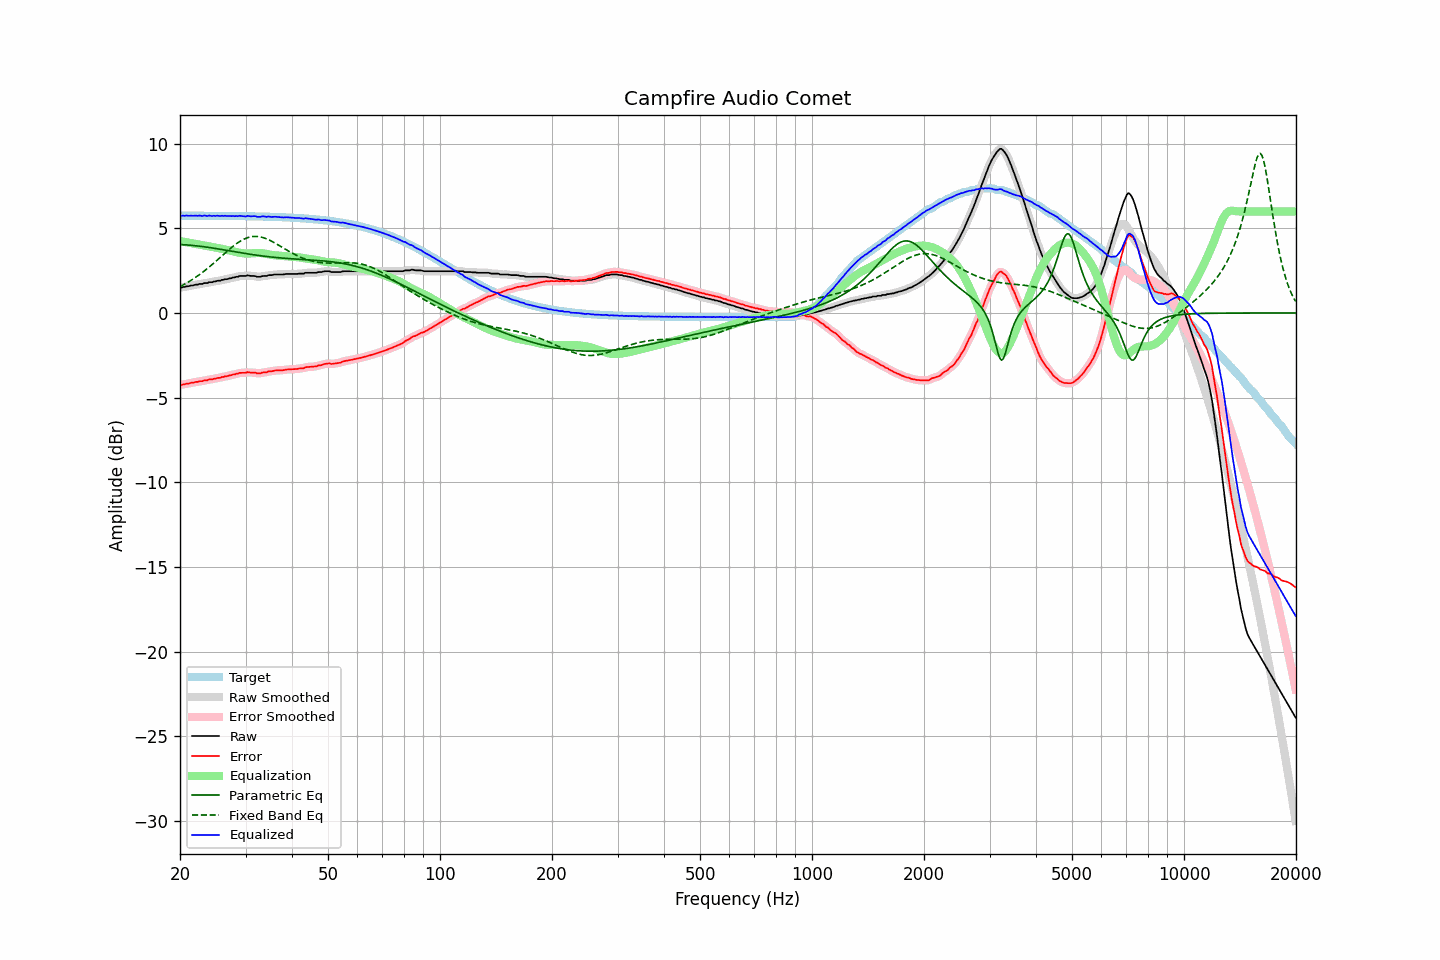 Campfire Audio Comet
10
5
0
−5
−10
−15
−20
−25
−30
Amplitude (dBr)
Target
Raw Smoothed
Error Smoothed
Raw
Error
Equalization
Parametric Eq
Fixed Band Eq
Equalized
20 50 100 200 500 1000 2000 5000 10000 20000
Frequency (Hz)